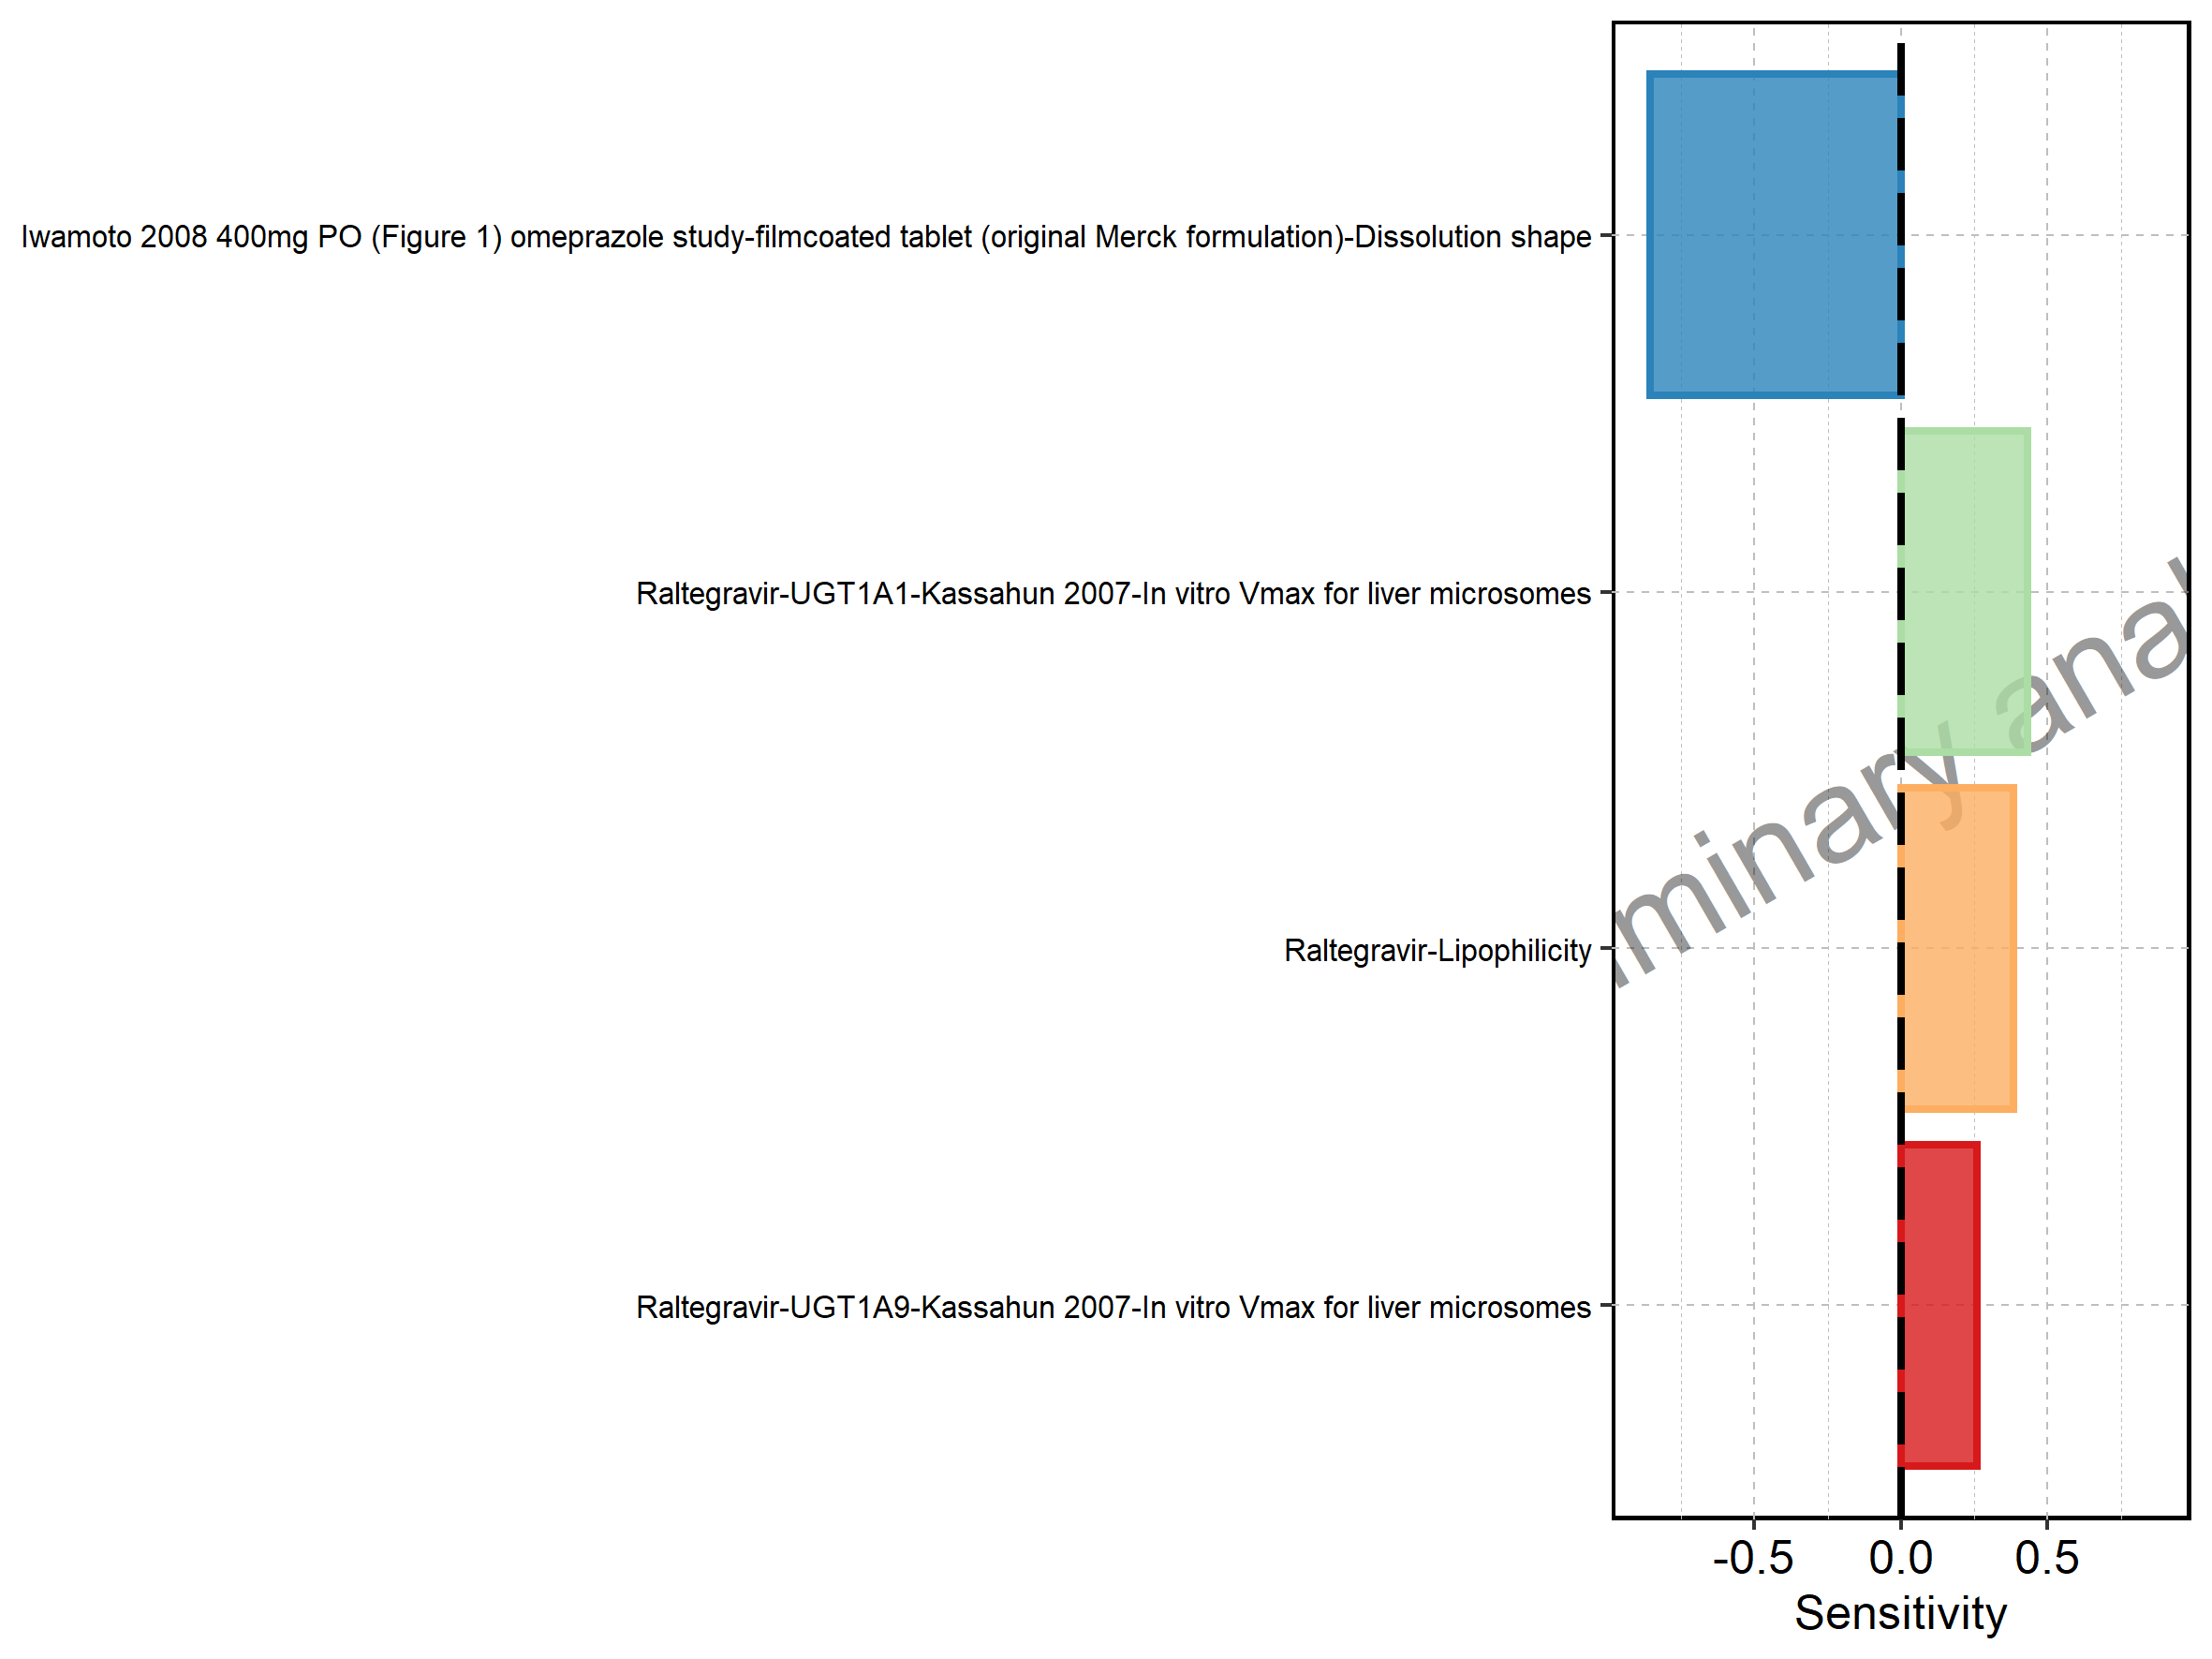 Iwamoto 2008 400mg PO (Figure 1) omeprazole study-filmcoated tablet (original Merck formulation)-Dissolution shape
Raltegravir-UGT1A1-Kassahun 2007-In vitro Vmax for liver microsomes
Raltegravir-Lipophilicity
Raltegravir-UGT1A9-Kassahun 2007-In vitro Vmax for liver microsomes
minary ana
-0.5 0.0 0.5
Sensitivity